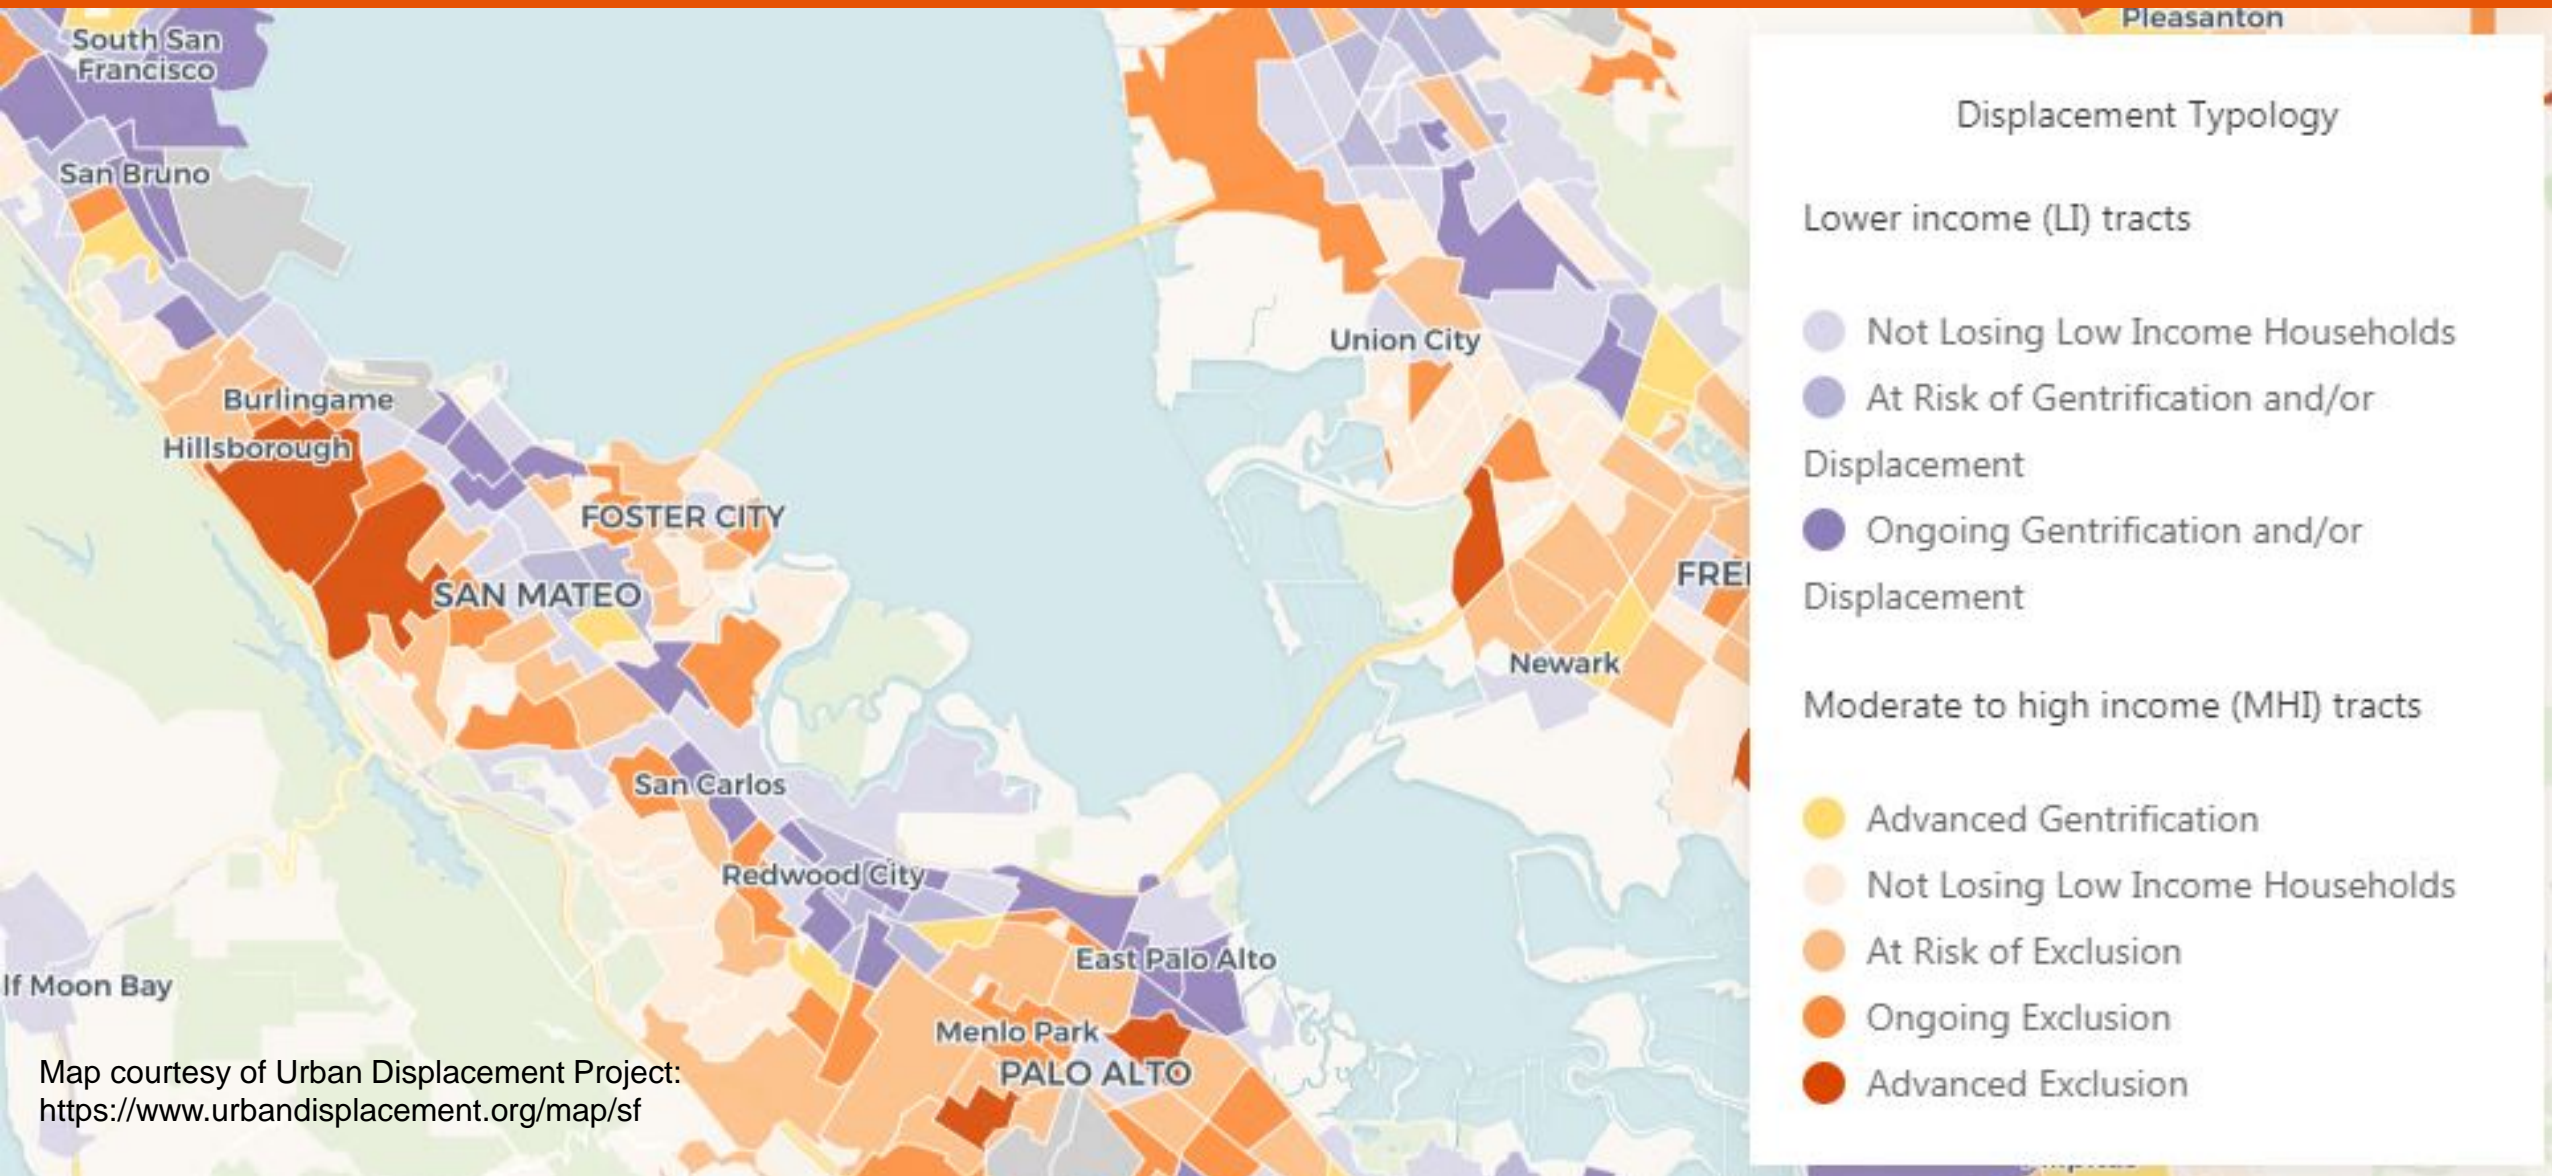 Pleasanton
South San
Francisco
San Bruno
Burlingame
Hillsborough
FOSTER CITY
SAN MATEO
Union City
FRE
Newark
San Carlos
Redwood City
East Palo Alto
lf Moon Bay
Menlo Park
PALO ALTO
Map courtesy of Urban Displacement Project:
https://www.urbandisplacement.org/map/sf
Displacement Typology
Lower income (LI) tracts
Not Losing Low Income Households
At Risk of Gentrification and/or
Displacement
Ongoing Gentrification and/or
Displacement
Moderate to high income (MHI) tracts
Advanced Gentrification
Not Losing Low Income Households
At Risk of Exclusion
Ongoing Exclusion
Advanced Exclusion